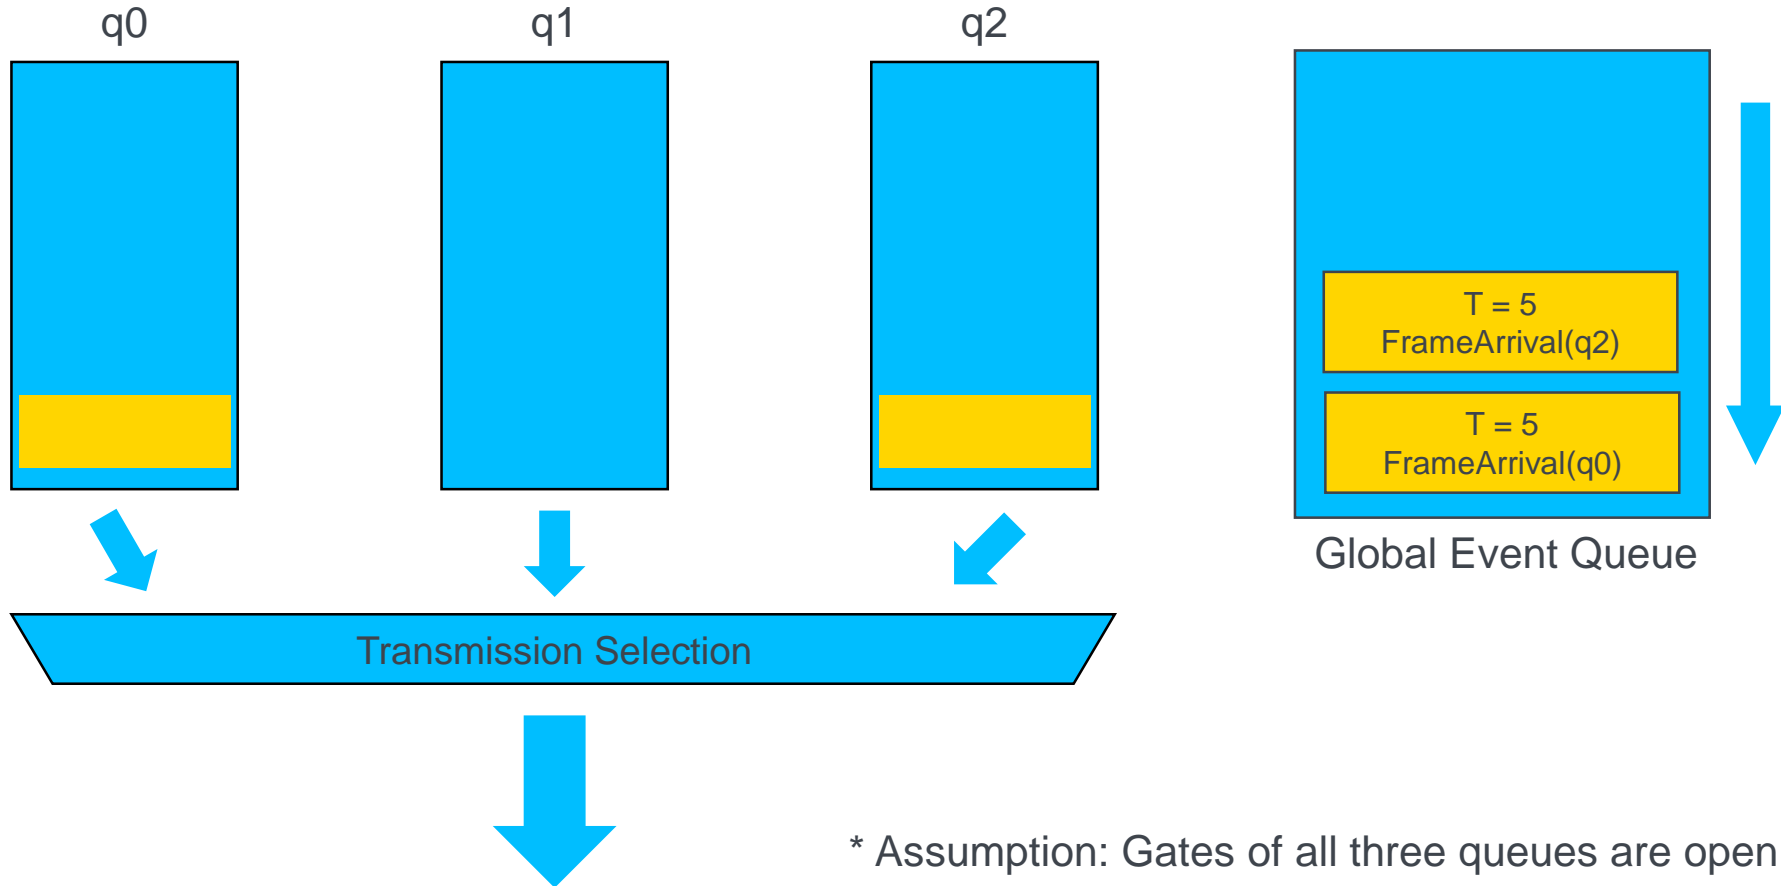 q0
q1
q2
T = 5
FrameArrival(q2)
T = 5
FrameArrival(q0)
Global Event Queue
Transmission Selection
* Assumption: Gates of all three queues are open